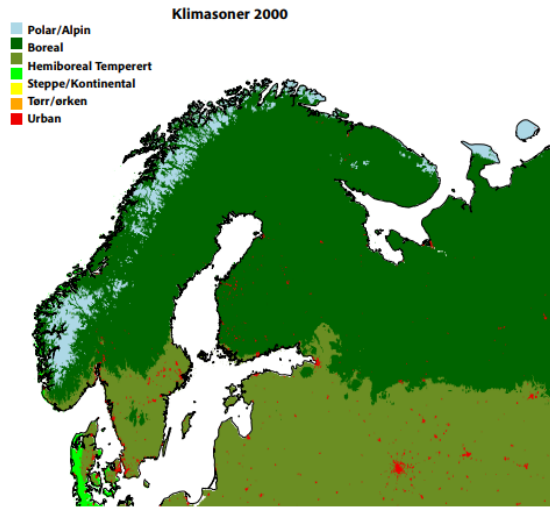 Klimasoner 2000
Polar/Alpin
Boreal
Hemiboreal Temperert
Steppe/Kontinental
Tørr/ørken
Urban